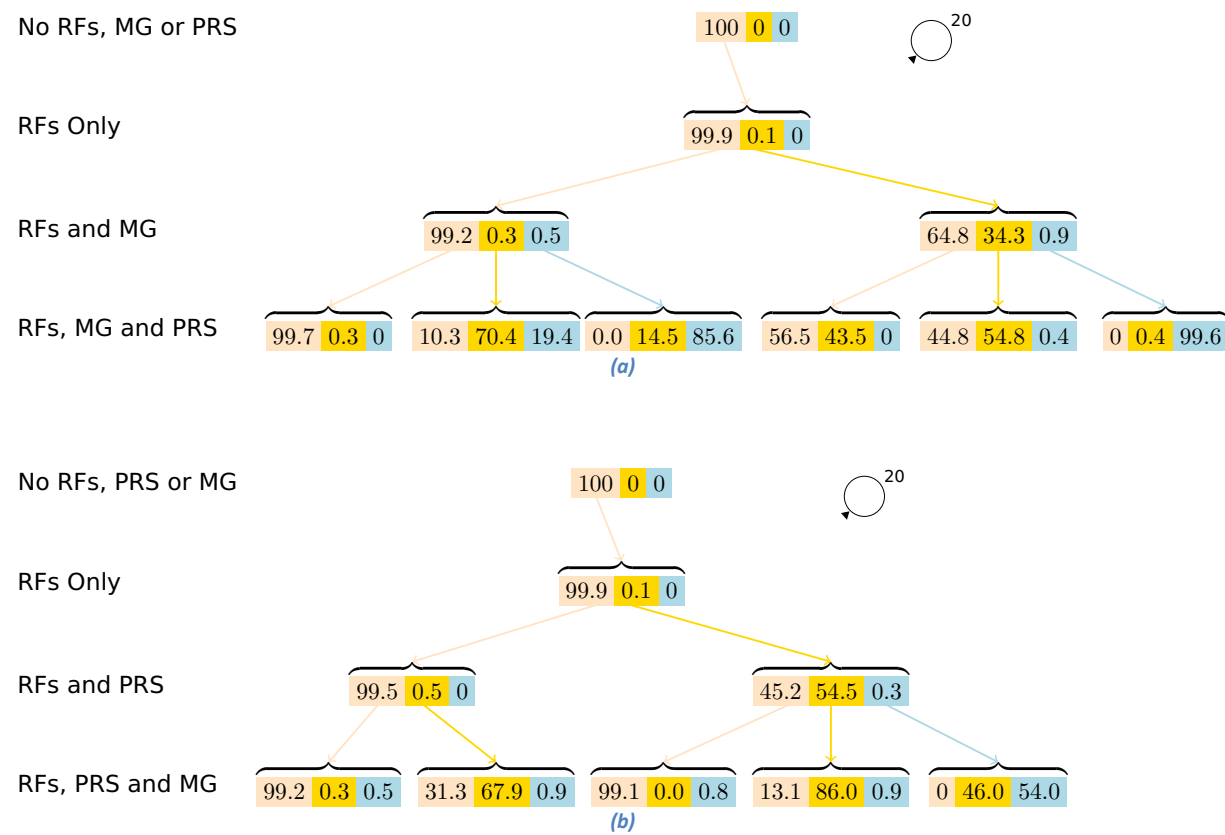 No RFs, MG or PRS 100 0 0 20
RFs Only 99.9 0.1 0
RFs and MG 99.2 0.3 0.5 64.8 34.3 0.9
RFs, MG and PRS 99.7 0.3 0 10.3 70.4 19.4 0.0 14.5 85.6 56.5 43.5 0 44.8 54.8 0.4 0 0.4 99.6
(a)
No RFs, PRS or MG 100 0 0 20
RFs Only 99.9 0.1 0
RFs and PRS 99.5 0.5 0 45.2 54.5 0.3
RFs, PRS and MG 99.2 0.3 0.5 31.3 67.9 0.9 99.1 0.0 0.8 13.1 86.0 0.9 0 46.0 54.0
(b)